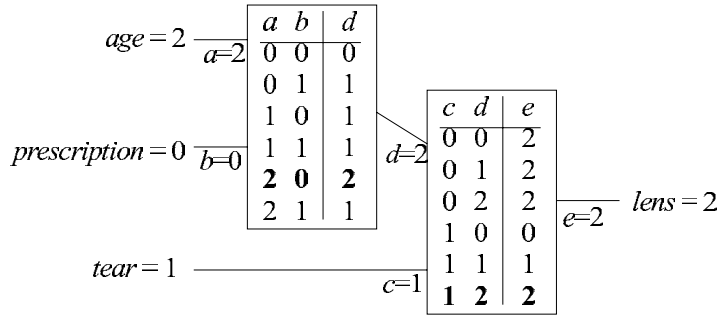 age = 2
a=2
prescription = 0
b=0
a b d
0 0 0
0 1 1
1 0 1
1 1 1
2 0 2
2 1 1
d=2
tear = 1
c=1
c d e
0 0 2
0 1 2
0 2 2
1 0 0
1 1 1
1 2 2
e=2
lens = 2